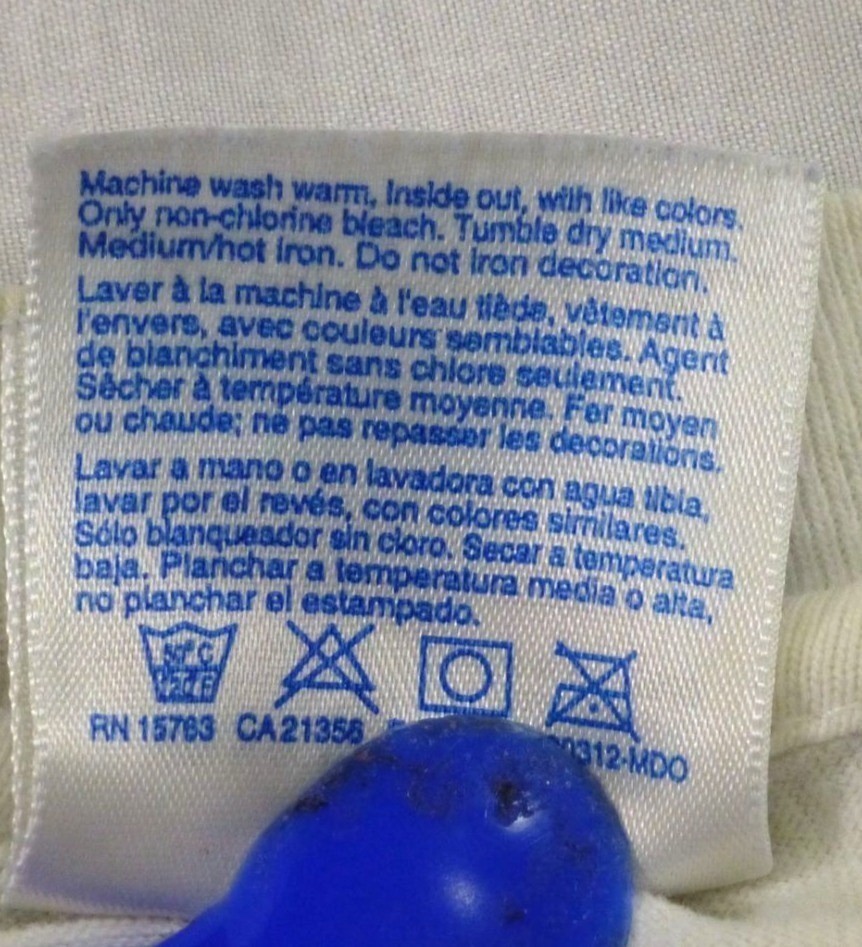 Machine wash warm, inside out, with like colors.
Only non-chlorine bleach. Tumble dry medium.
Medium/hot iron. Do not iron decoration.
Laver à la machine à l'eau tiède, vêtement à
l'envers, avec couleurs semblables. Agent
de blanchiment sans chlore seulement.
Sécher à température moyenne. Fer moyen
ou chaude; ne pas repasser les decorations.
Lavar a mano o en lavadora con agua tibia,
lavar por el revés, con colores similares.
Sólo blanqueador sin cloro. Secar a temperatura
baja. Planchar a temperatura media o alta,
no planchar el estampado.
50°C
120°F
RN 15763 CA21356
0312-MDO